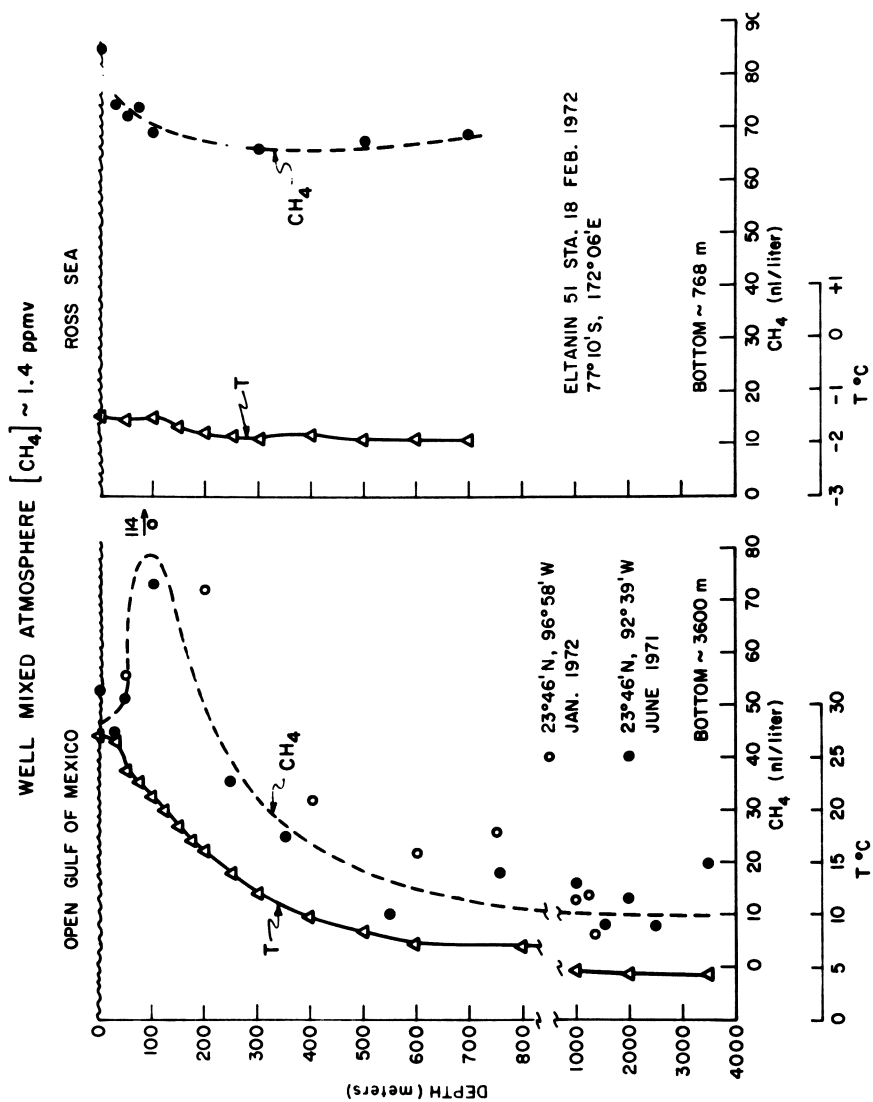 WELL MIXED ATMOSPHERE [CH4] ~ 1.4 ppmv
OPEN GULF OF MEXICO
ROSS SEA
114
CH4
T
CH4
T
23°46'N, 96°58'W
JAN. 1972
23°46'N, 92°39'W
JUNE 1971
BOTTOM ~ 3600 m
ELTANIN 51 STA. 18 FEB. 1972
77°10'S, 172°06'E
BOTTOM ~ 768 m
DEPTH (meters)
0
100
200
300
400
500
600
700
800
1000
2000
3000
4000
0 10 20 30 40 50 60 70 80
CH4 (nl/liter)
0 5 10 15 20 25 30
T °C
0 10 20 30 40 50 60 70 80 90
CH4 (nl/liter)
-3 -2 -1 0 +1
T °C